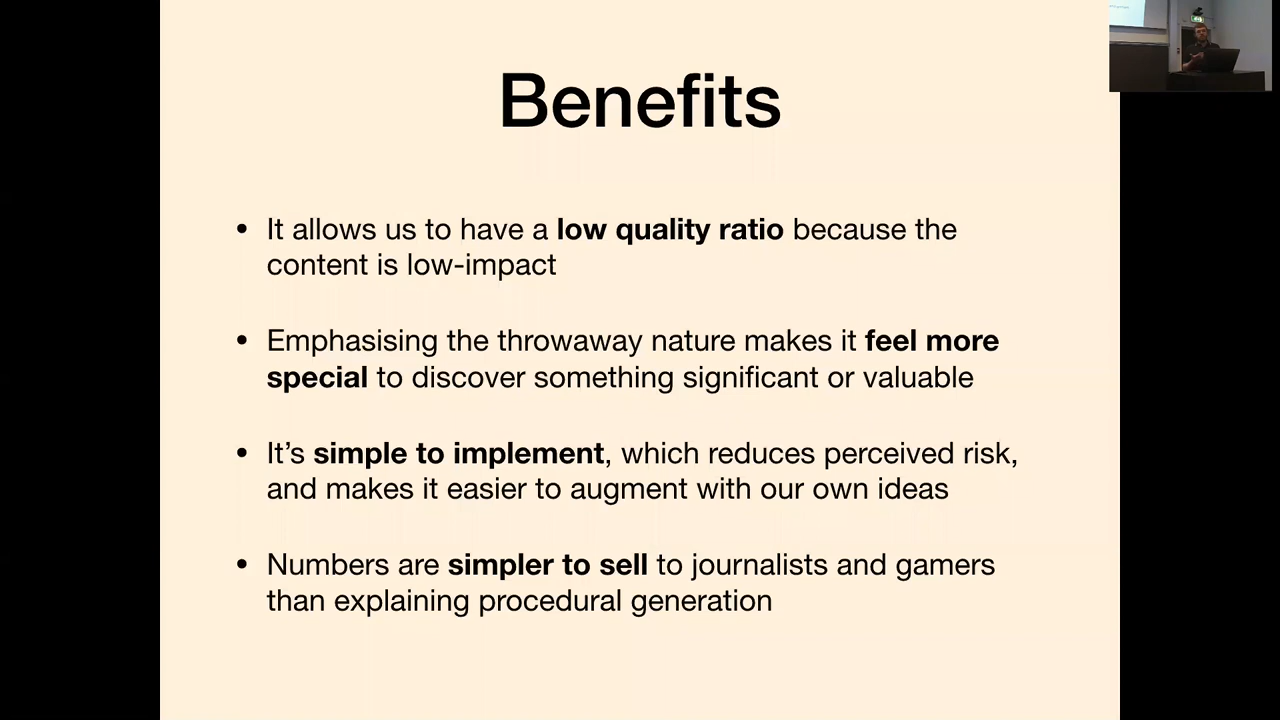 Benefits
• It allows us to have a low quality ratio because the
content is low-impact
• Emphasising the throwaway nature makes it feel more
special to discover something significant or valuable
• It’s simple to implement, which reduces perceived risk,
and makes it easier to augment with our own ideas
• Numbers are simpler to sell to journalists and gamers
than explaining procedural generation